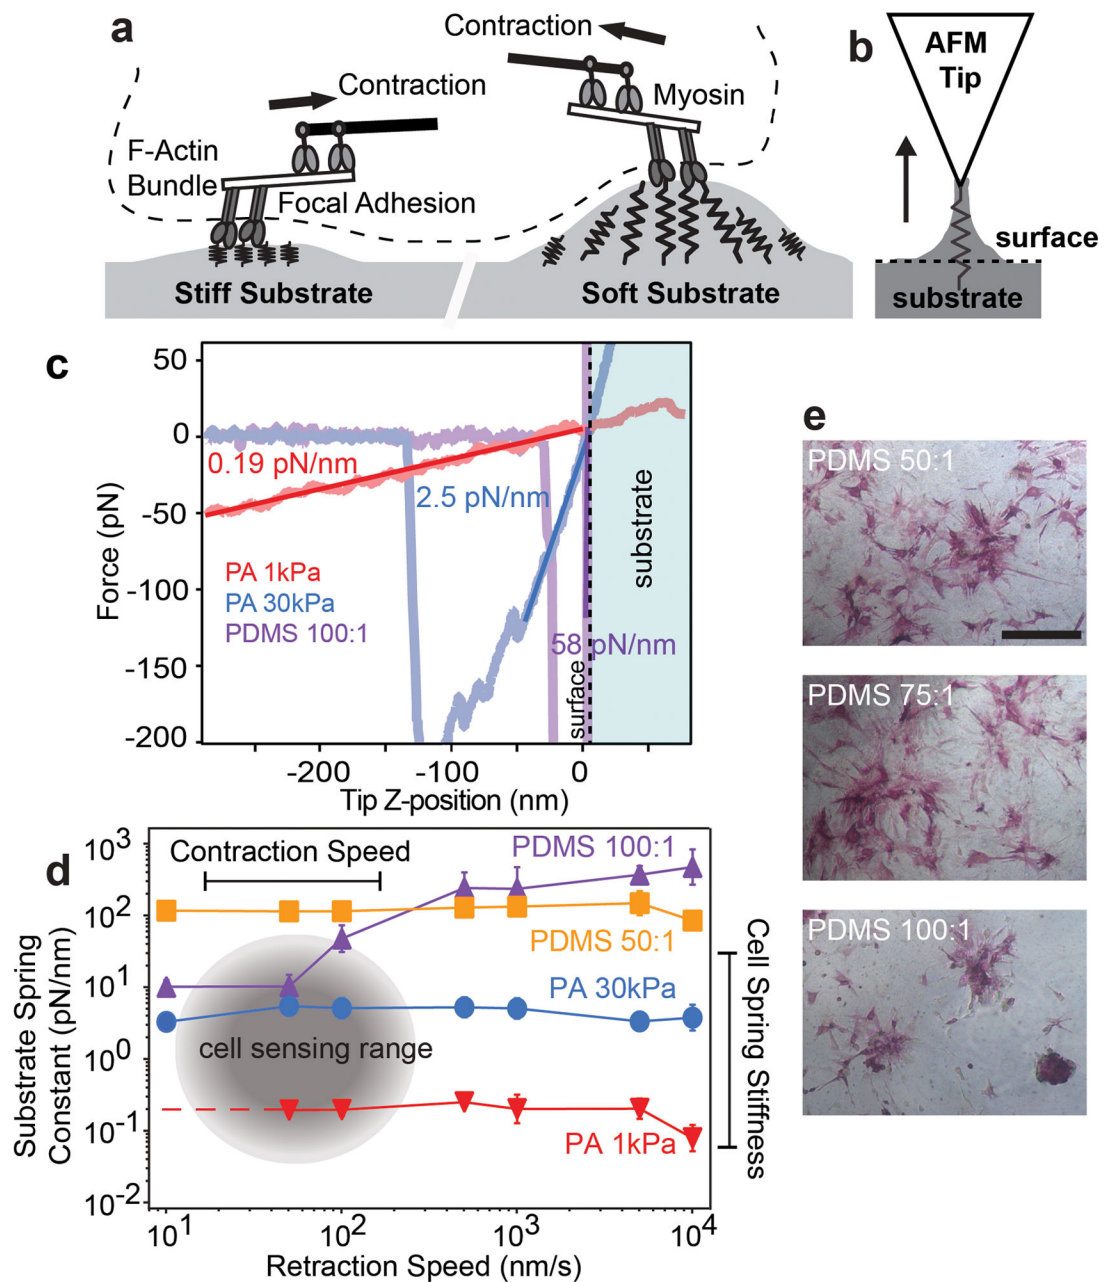 a
Contraction
Contraction
Myosin
F-Actin
Bundle
Focal Adhesion
Stiff Substrate
Soft Substrate
b
AFM
Tip
surface
substrate
c
50
0
-50
-100
-150
-200
Force (pN)
0.19 pN/nm
2.5 pN/nm
58 pN/nm
PA 1kPa
PA 30kPa
PDMS 100:1
surface
substrate
-200
-100
0
Tip Z-position (nm)
d
10³
10²
10¹
10⁰
10⁻¹
10⁻²
Substrate Spring
Constant (pN/nm)
Contraction Speed
PDMS 100:1
PDMS 50:1
PA 30kPa
cell sensing range
PA 1kPa
Cell Spring Stiffness
10¹
10²
10³
10⁴
Retraction Speed (nm/s)
e
PDMS 50:1
PDMS 75:1
PDMS 100:1